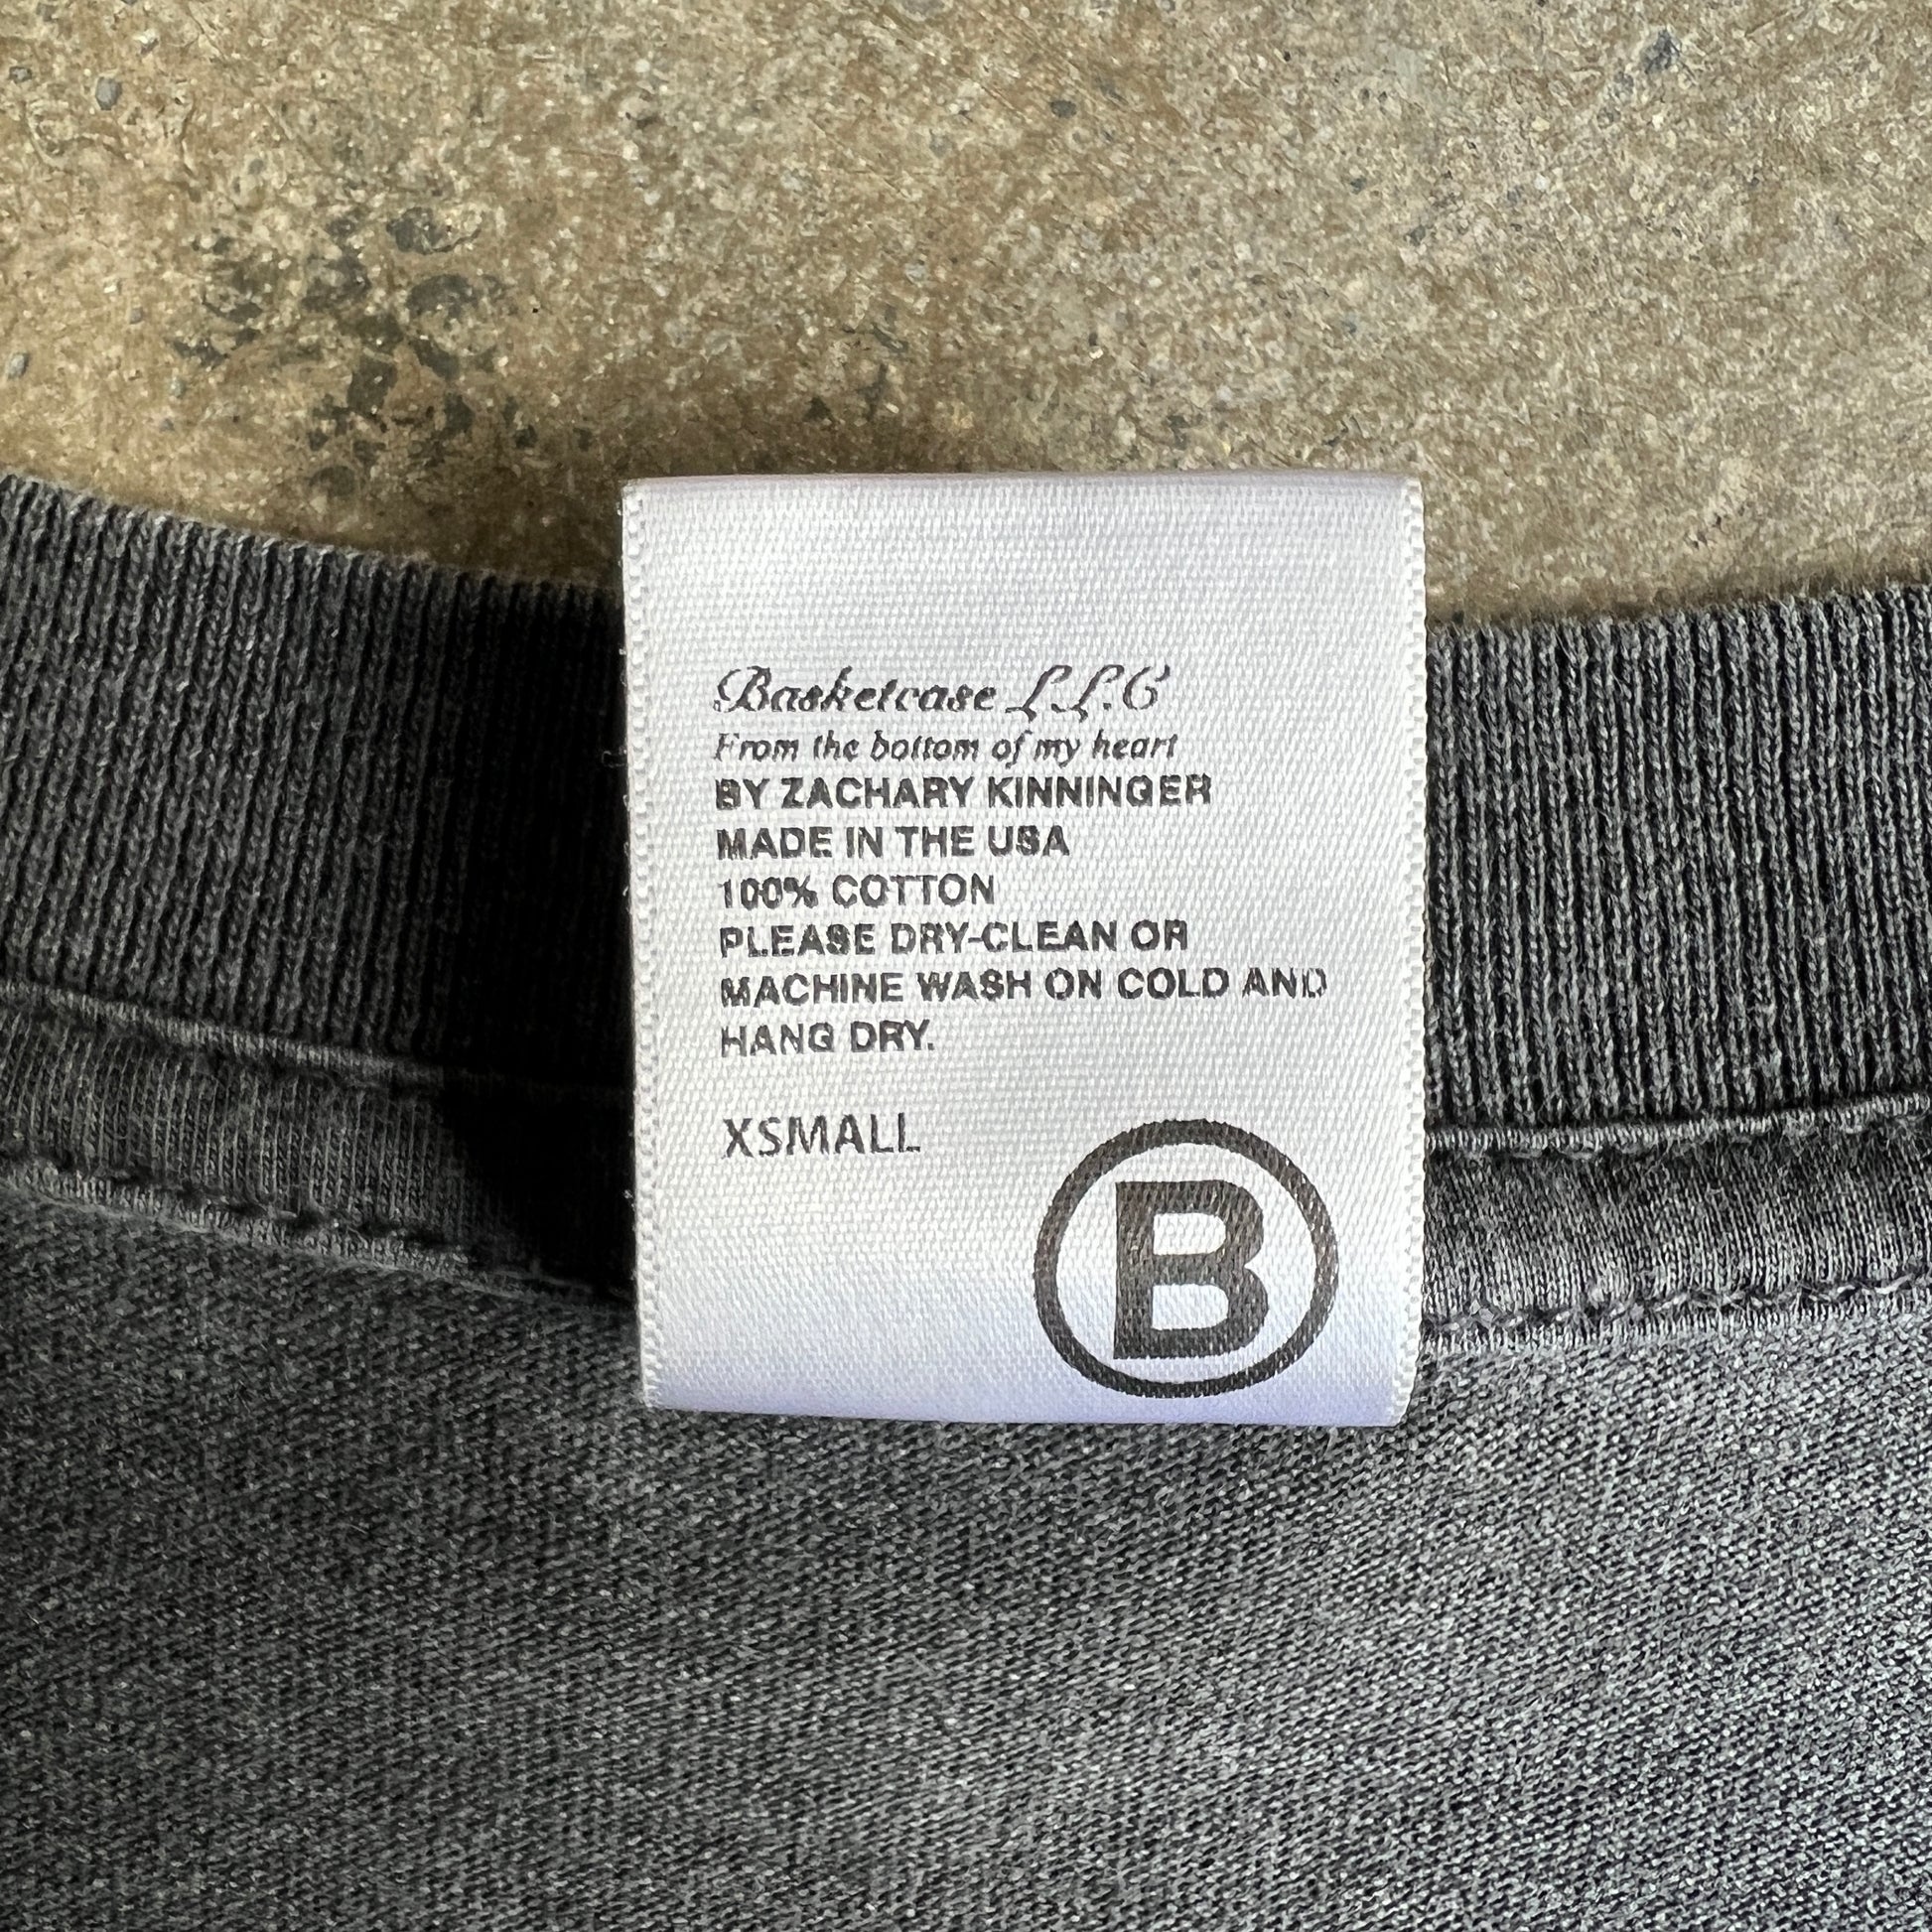 Basketcase LLC
From the bottom of my heart
BY ZACHARY KINNINGER
MADE IN THE USA
100% COTTON
PLEASE DRY-CLEAN OR
MACHINE WASH ON COLD AND
HANG DRY.
XSMALL
B